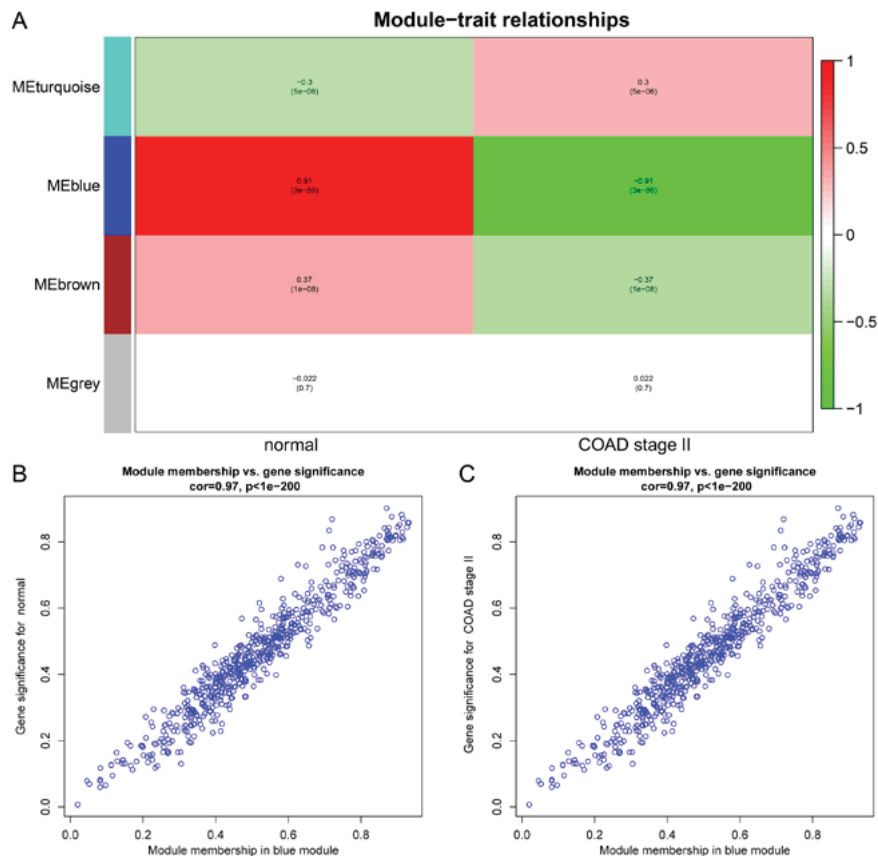 A
Module−trait relationships
MEturquoise
−0.3
(5e−06)
0.3
(5e−06)
1
0.5
0
−0.5
−1
MEblue
0.91
(3e−86)
−0.91
(3e−86)
MEbrown
0.37
(1e−08)
−0.37
(1e−08)
MEgrey
−0.022
(0.7)
0.022
(0.7)
normal
COAD stage II
B
Module membership vs. gene significance
cor=0.97, p<1e−200
Gene significance for normal
0.8
0.6
0.4
0.2
0.0
0.0 0.2 0.4 0.6 0.8
Module membership in blue module
C
Module membership vs. gene significance
cor=0.97, p<1e−200
Gene significance for COAD stage II
0.8
0.6
0.4
0.2
0.0
0.0 0.2 0.4 0.6 0.8
Module membership in blue module